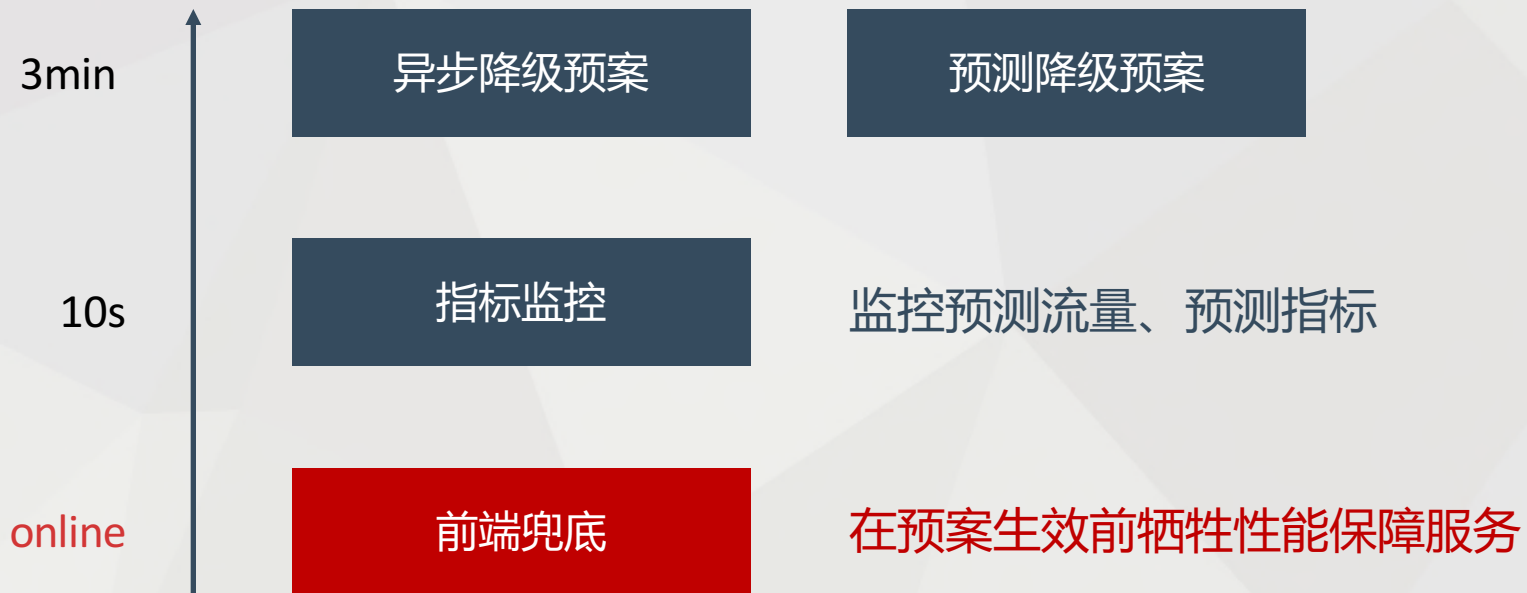 3min
异步降级预案
预测降级预案
10s
指标监控
监控预测流量、预测指标
online
前端兜底
在预案生效前牺牲性能保障服务